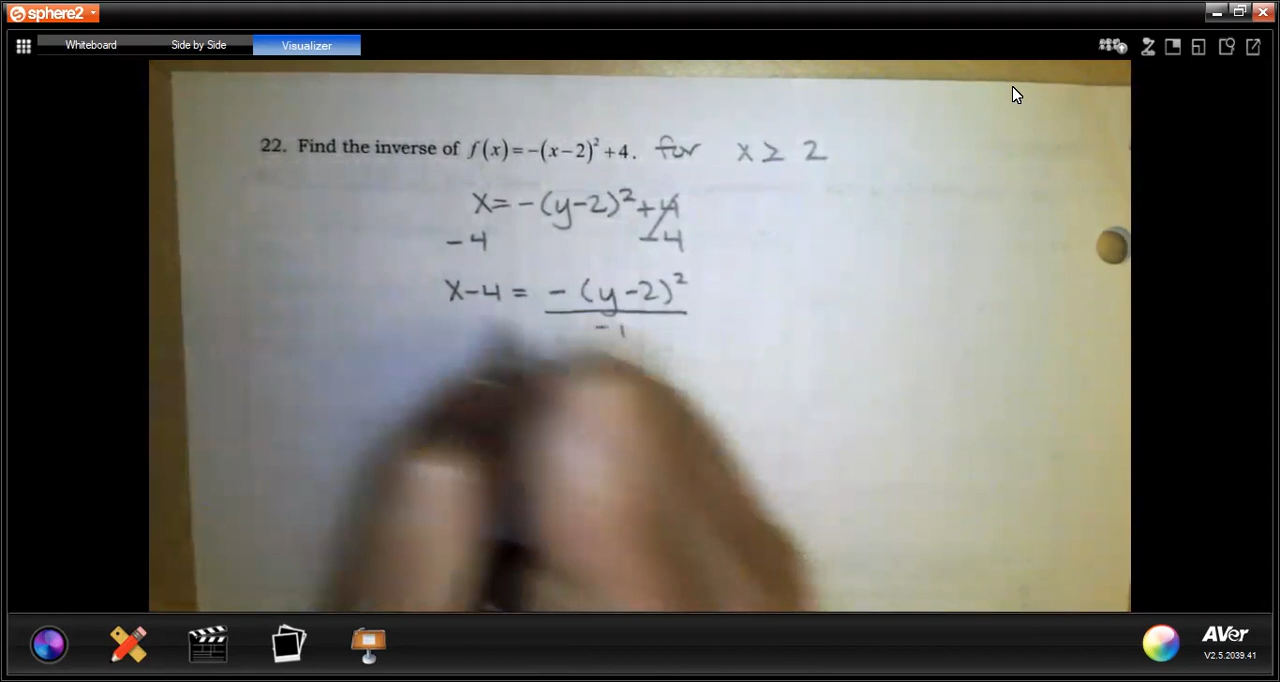 sphere2
Whiteboard Side by Side Visualizer
22. Find the inverse of f(x)=-(x-2)²+4. for x ≥ 2
x=-(y-2)²+4
-4 -4
x-4 = -(y-2)²
-1
AVer
V2.5.2039.41